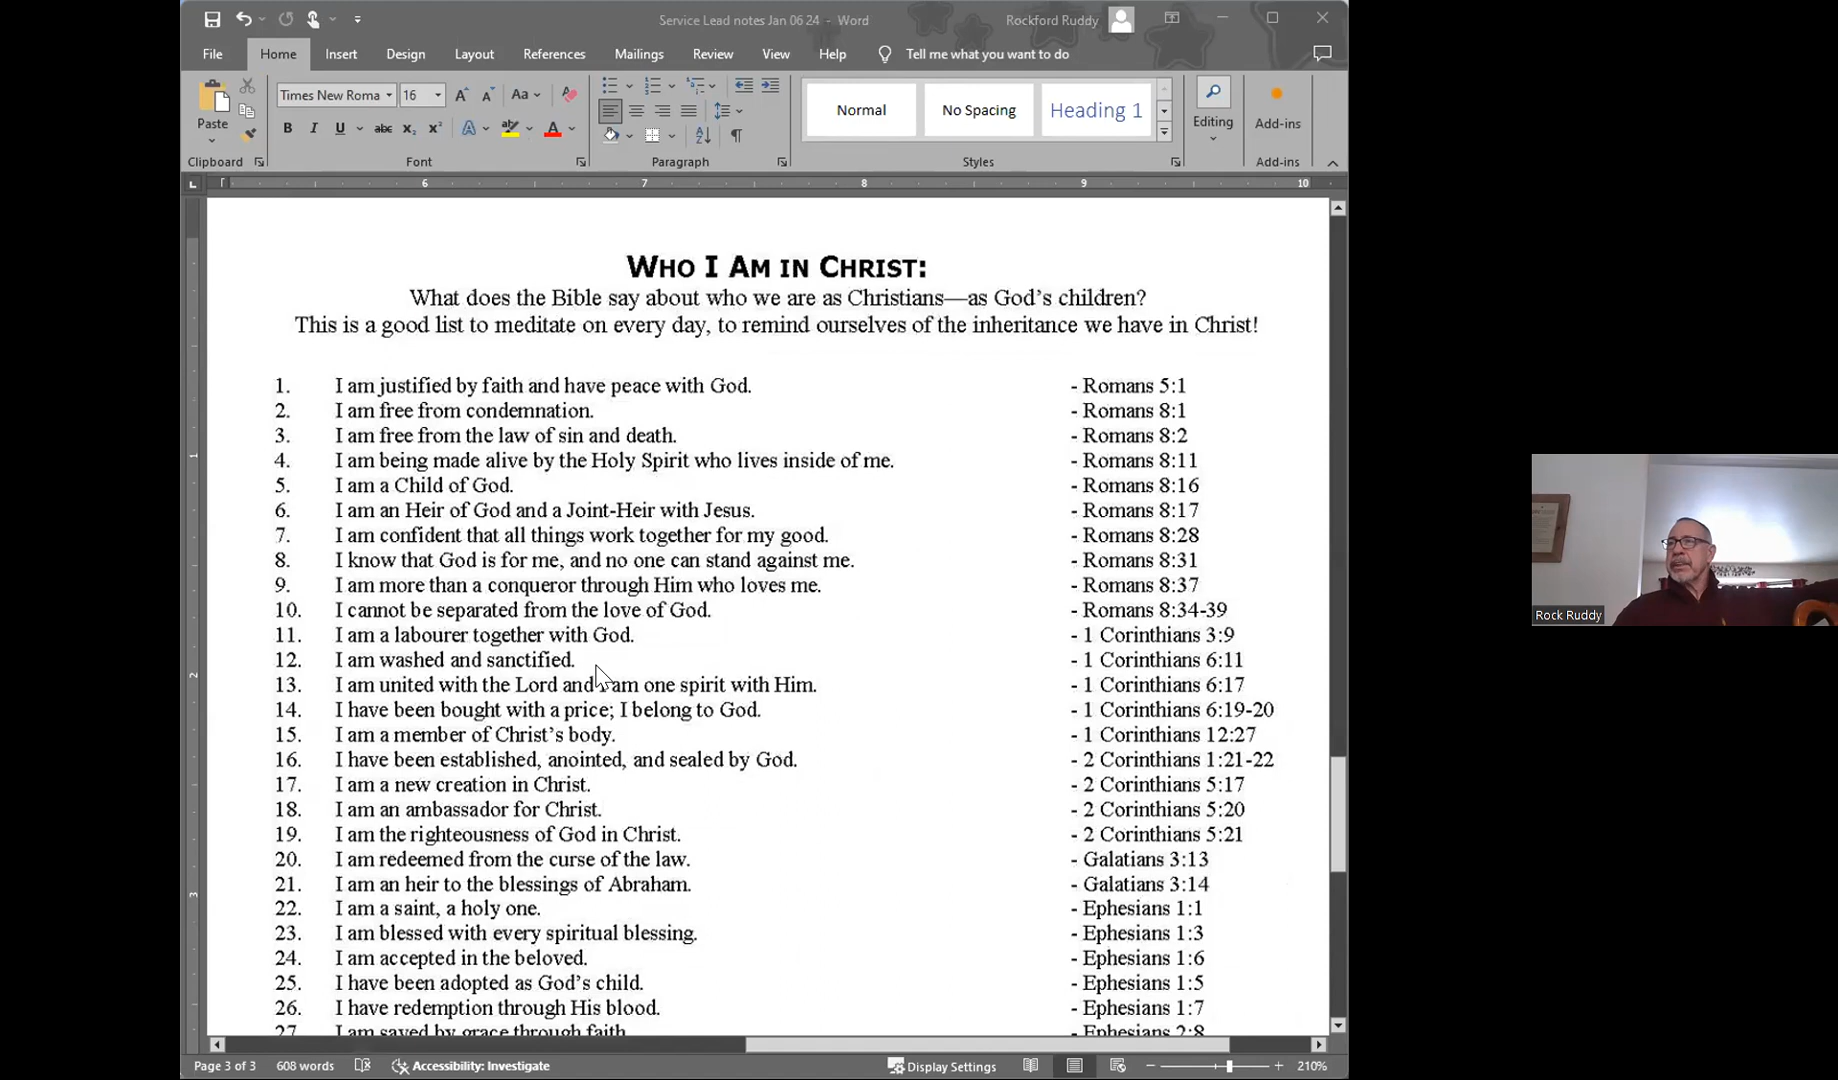 Service Lead notes Jan 06 24 - Word
Rockford Ruddy
File Home Insert Design Layout References Mailings Review View Help Tell me what you want to do
Times New Roma 16 Aa
Normal No Spacing Heading 1
Paste Editing Add-ins
Clipboard Font Paragraph Styles Add-ins
6 7 8 9 10
WHO I AM IN CHRIST:
What does the Bible say about who we are as Christians—as God's children?
This is a good list to meditate on every day, to remind ourselves of the inheritance we have in Christ!
1. I am justified by faith and have peace with God. - Romans 5:1
2. I am free from condemnation. - Romans 8:1
3. I am free from the law of sin and death. - Romans 8:2
4. I am being made alive by the Holy Spirit who lives inside of me. - Romans 8:11
5. I am a Child of God. - Romans 8:16
6. I am an Heir of God and a Joint-Heir with Jesus. - Romans 8:17
7. I am confident that all things work together for my good. - Romans 8:28
8. I know that God is for me, and no one can stand against me. - Romans 8:31
9. I am more than a conqueror through Him who loves me. - Romans 8:37
10. I cannot be separated from the love of God. - Romans 8:34-39
11. I am a labourer together with God. - 1 Corinthians 3:9
12. I am washed and sanctified. - 1 Corinthians 6:11
13. I am united with the Lord and I am one spirit with Him. - 1 Corinthians 6:17
14. I have been bought with a price; I belong to God. - 1 Corinthians 6:19-20
15. I am a member of Christ's body. - 1 Corinthians 12:27
16. I have been established, anointed, and sealed by God. - 2 Corinthians 1:21-22
17. I am a new creation in Christ. - 2 Corinthians 5:17
18. I am an ambassador for Christ. - 2 Corinthians 5:20
19. I am the righteousness of God in Christ. - 2 Corinthians 5:21
20. I am redeemed from the curse of the law. - Galatians 3:13
21. I am an heir to the blessings of Abraham. - Galatians 3:14
22. I am a saint, a holy one. - Ephesians 1:1
23. I am blessed with every spiritual blessing. - Ephesians 1:3
24. I am accepted in the beloved. - Ephesians 1:6
25. I have been adopted as God's child. - Ephesians 1:5
26. I have redemption through His blood. - Ephesians 1:7
27. I am saved by grace through faith. - Ephesians 2:8
Page 3 of 3 608 words Accessibility: Investigate Display Settings 210%
Rock Ruddy